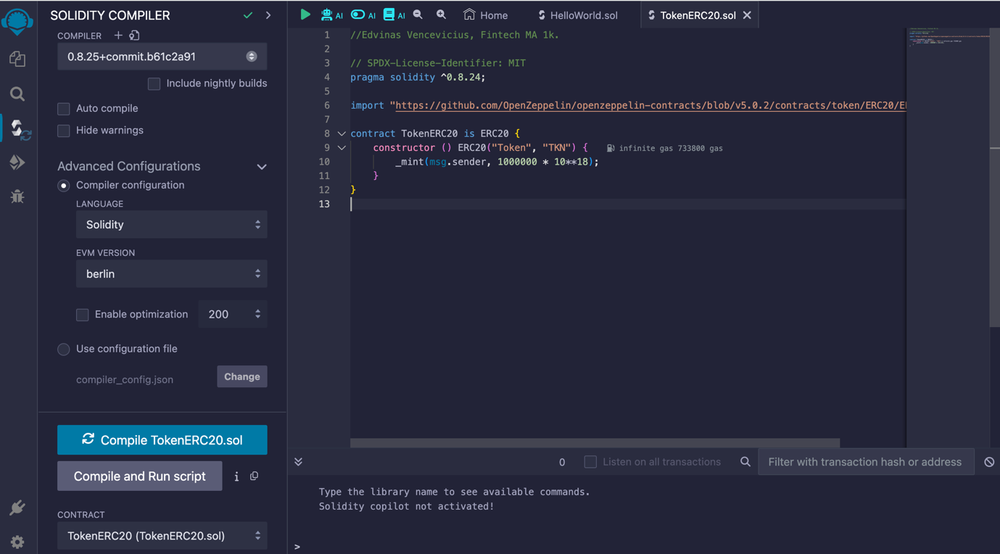 SOLIDITY COMPILER
COMPILER
0.8.25+commit.b61c2a91
Include nightly builds
Auto compile
Hide warnings
Advanced Configurations
Compiler configuration
LANGUAGE
Solidity
EVM VERSION
berlin
Enable optimization 200
Use configuration file
compiler_config.json Change
Compile TokenERC20.sol
Compile and Run script
CONTRACT
TokenERC20 (TokenERC20.sol)
AI AI AI Home HelloWorld.sol TokenERC20.sol
1 //Edvinas Vencevicius, Fintech MA 1k.
2
3 // SPDX-License-Identifier: MIT
4 pragma solidity ^0.8.24;
5
6 import "https://github.com/OpenZeppelin/openzeppelin-contracts/blob/v5.0.2/contracts/token/ERC20/E
7
8 contract TokenERC20 is ERC20 {
9 constructor () ERC20("Token", "TKN") { infinite gas 733800 gas
10 _mint(msg.sender, 1000000 * 10**18);
11 }
12 }
13
0 Listen on all transactions Filter with transaction hash or address
Type the library name to see available commands.
Solidity copilot not activated!
>